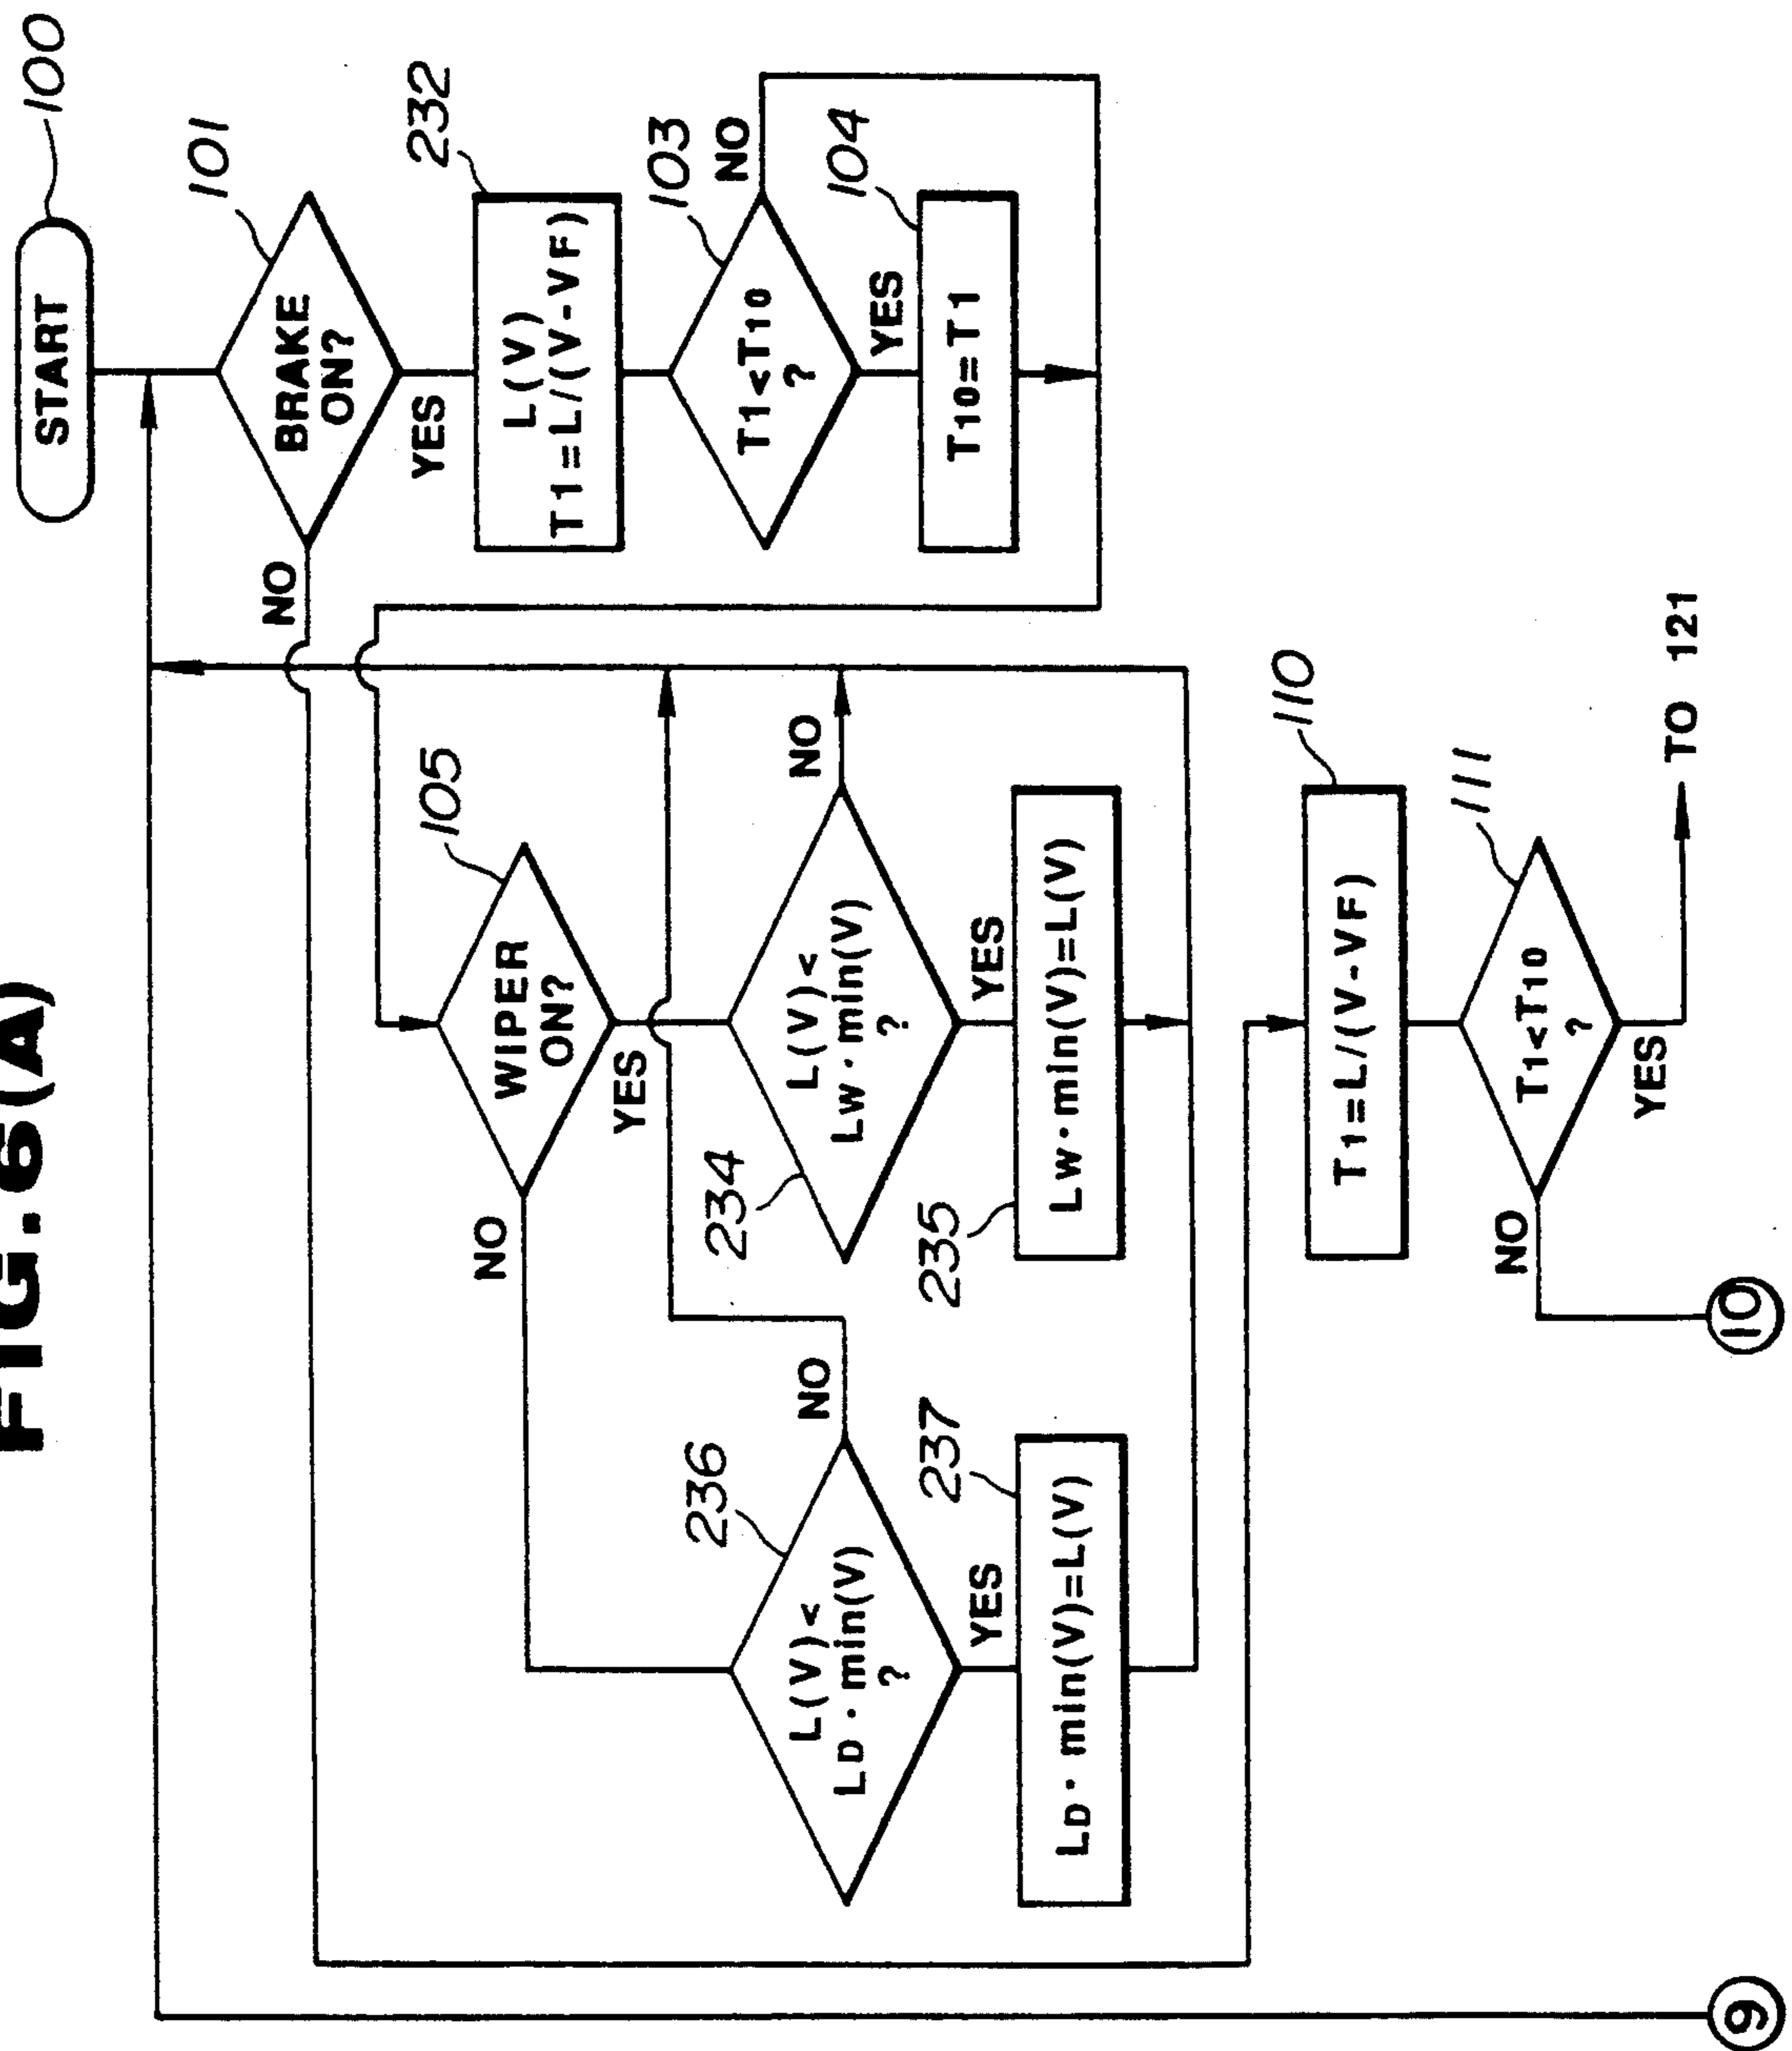 FIG. 6(A)
START
100
BRAKE
ON?
101
NO
YES
L(V)
T1=L/(V-VF)
232
T1<T10
?
103
NO
YES
T10=T1
104
WIPER
ON?
105
NO
YES
L(V)<
LW·min(V)
?
234
NO
YES
LW·min(V)=L(V)
235
L(V)<
LD·min(V)
?
236
NO
YES
LD·min(V)=L(V)
237
T1=L/(V-VF)
110
T1<T10
?
111
NO
YES
TO 121
9
10